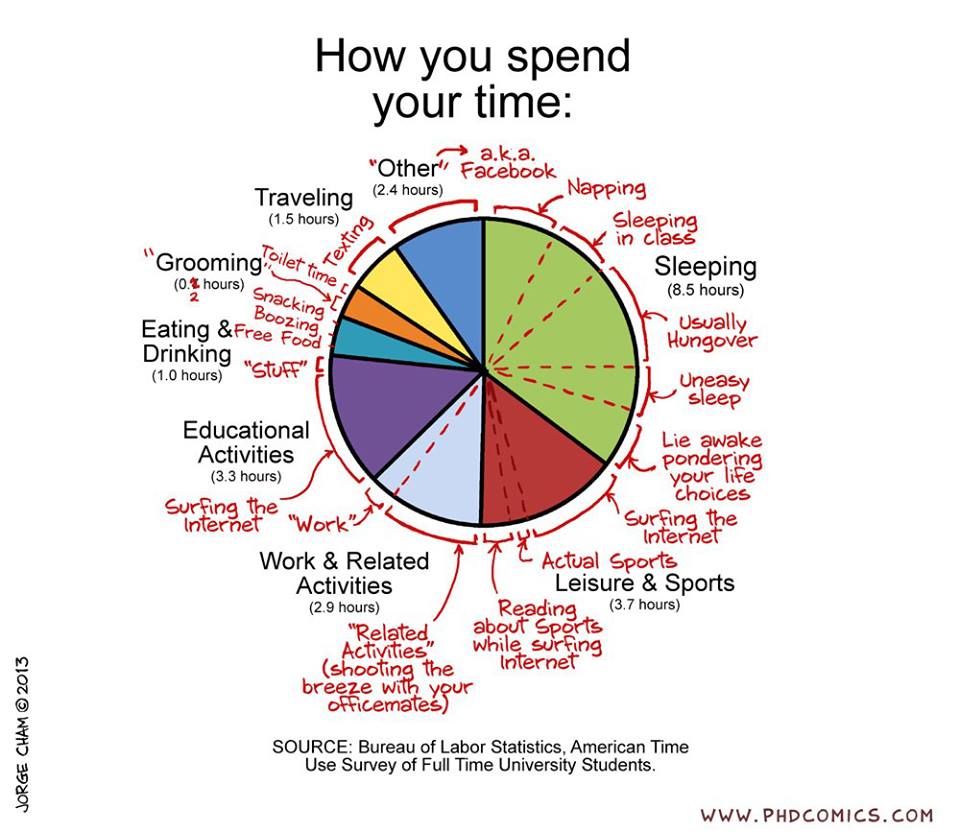 How you spend
your time:
"Other" → a.k.a.
Facebook
(2.4 hours)
Napping
Sleeping
in class
Sleeping
(8.5 hours)
Usually
Hungover
Uneasy
sleep
Lie awake
pondering
your life
choices
Surfing the
Internet
Actual Sports
Leisure & Sports
(3.7 hours)
Reading
about Sports
while surfing
Internet
"Related
Activities"
(shooting the
breeze with your
officemates)
Work & Related
Activities
(2.9 hours)
"Work"
Surfing the
Internet
Educational
Activities
(3.3 hours)
"Stuff"
Eating &
Drinking
(1.0 hours)
Snacking
Boozing,
Free Food
"Grooming"
(0. hours)
2
Toilet time
Traveling
(1.5 hours)
Texting
SOURCE: Bureau of Labor Statistics, American Time
Use Survey of Full Time University Students.
JORGE CHAM © 2013
WWW.PHDCOMICS.COM